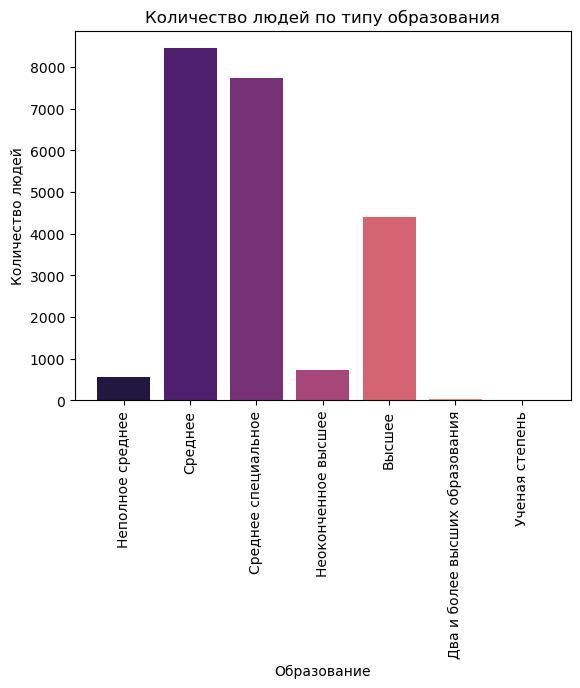 Количество людей по типу образования
Количество людей
8000
7000
6000
5000
4000
3000
2000
1000
0
Неполное среднее
Среднее
Среднее специальное
Неоконченное высшее
Высшее
Два и более высших образования
Ученая степень
Образование